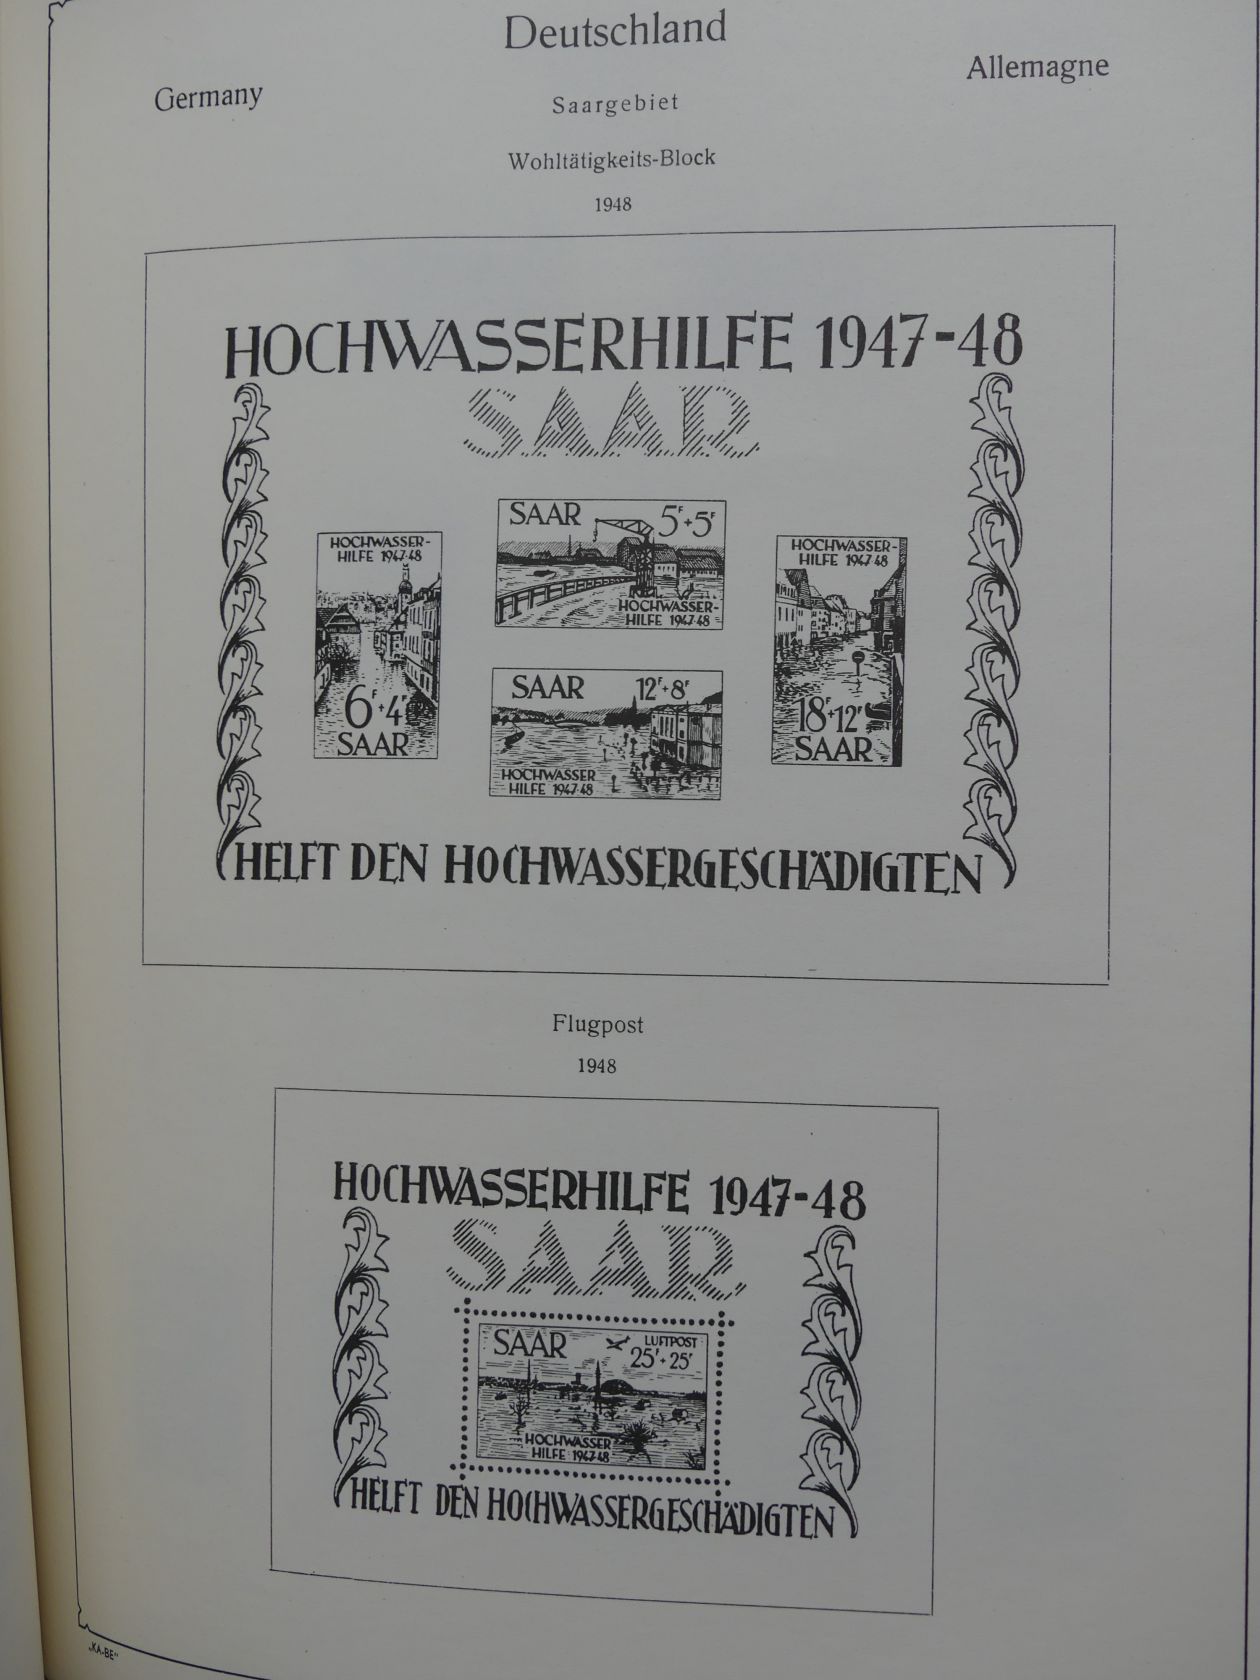 Deutschland
Germany
Allemagne
Saargebiet
Wohltätigkeits-Block
1948
HOCHWASSERHILFE 1947-48
SAAR
HOCHWASSER-
HILFE 1947-48
6F+4F
SAAR
SAAR 5F+5F
HOCHWASSER-
HILFE 1947-48
SAAR 12F+8F
HOCHWASSER
HILFE 1947-48
HOCHWASSER-
HILFE 1947-48
18F+12F
SAAR
HELFT DEN HOCHWASSERGESCHÄDIGTEN
Flugpost
1948
HOCHWASSERHILFE 1947-48
SAAR
SAAR LUFTPOST
25F+25F
HOCHWASSER
HILFE 1947-48
HELFT DEN HOCHWASSERGESCHÄDIGTEN
„KA-BE“